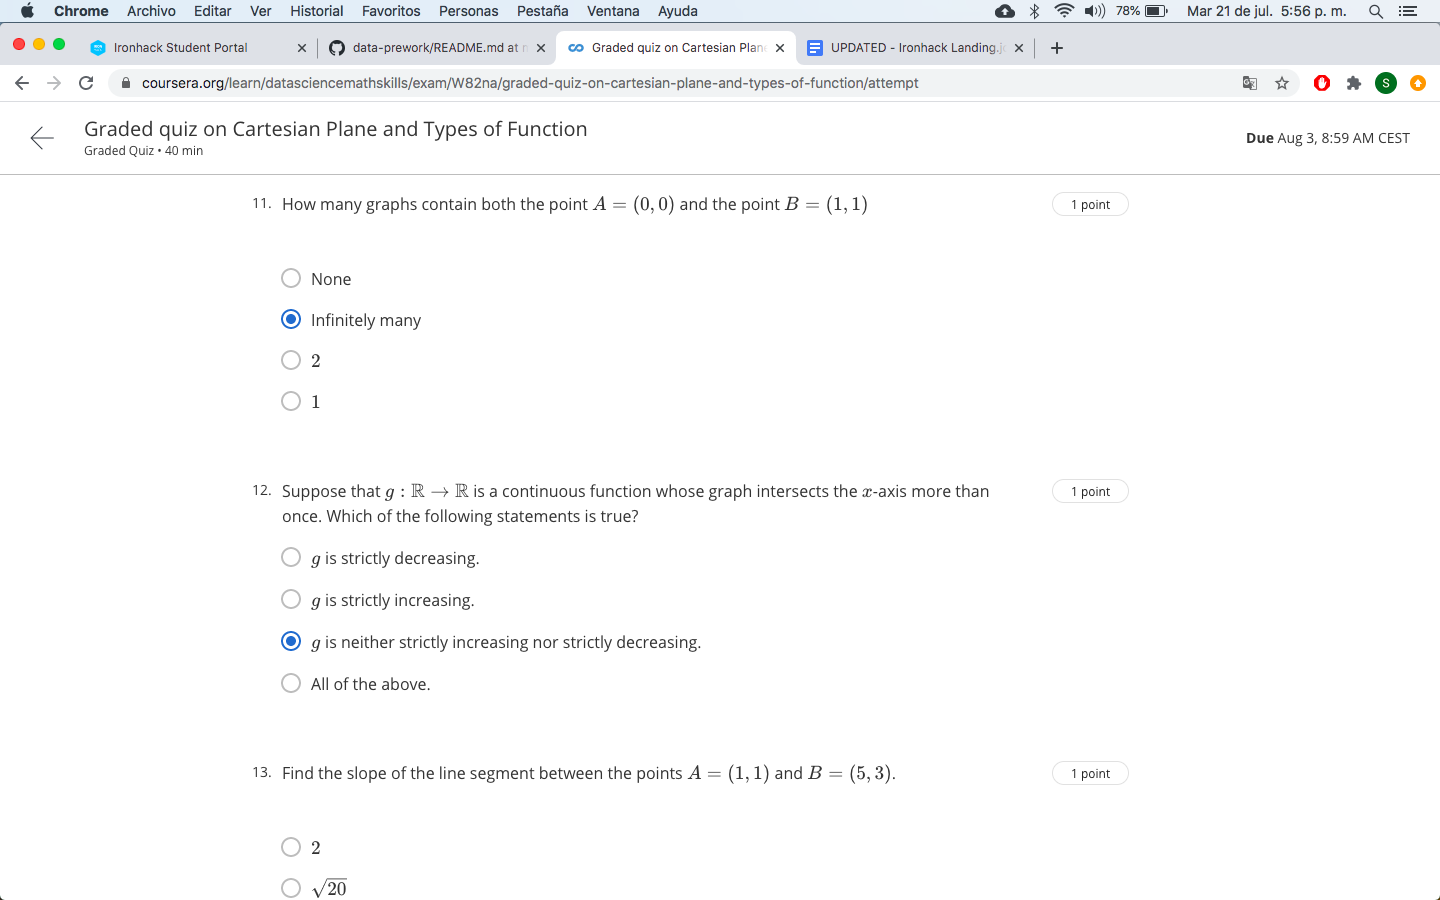 Chrome Archivo Editar Ver Historial Favoritos Personas Pestaña Ventana Ayuda 78% Mar 21 de jul. 5:56 p. m.
Ironhack Student Portal data-prework/README.md at Graded quiz on Cartesian Plane UPDATED - Ironhack Landing.
coursera.org/learn/datasciencemathskills/exam/W82na/graded-quiz-on-cartesian-plane-and-types-of-function/attempt S
Graded quiz on Cartesian Plane and Types of Function
Graded Quiz • 40 min
Due Aug 3, 8:59 AM CEST
11. How many graphs contain both the point A = (0, 0) and the point B = (1, 1) 1 point
None
Infinitely many
2
1
12. Suppose that g : ℝ → ℝ is a continuous function whose graph intersects the x-axis more than 1 point
once. Which of the following statements is true?
g is strictly decreasing.
g is strictly increasing.
g is neither strictly increasing nor strictly decreasing.
All of the above.
13. Find the slope of the line segment between the points A = (1, 1) and B = (5, 3). 1 point
2
√20